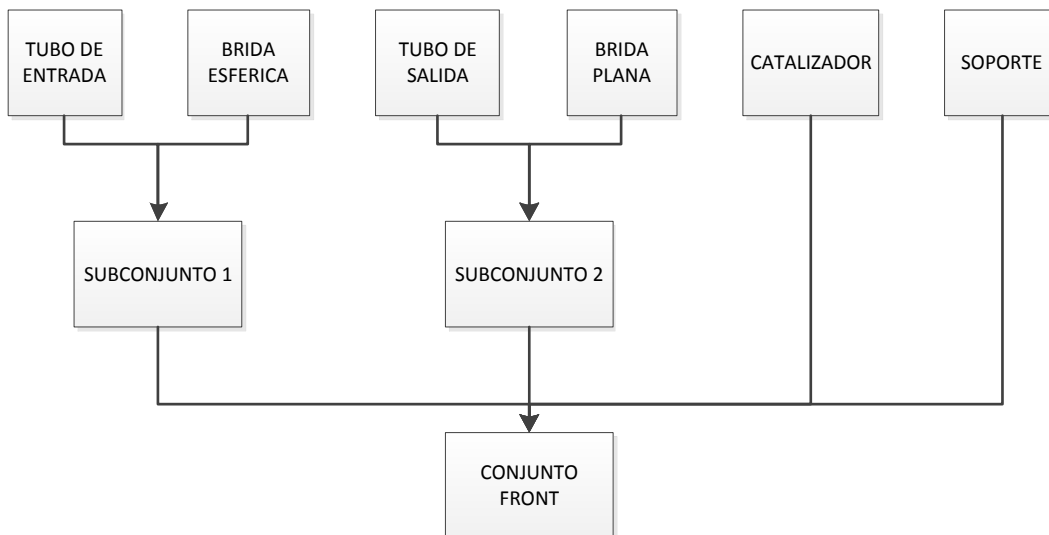 TUBO DE
ENTRADA
BRIDA
ESFERICA
TUBO DE
SALIDA
BRIDA
PLANA
CATALIZADOR
SOPORTE
SUBCONJUNTO 1
SUBCONJUNTO 2
CONJUNTO
FRONT